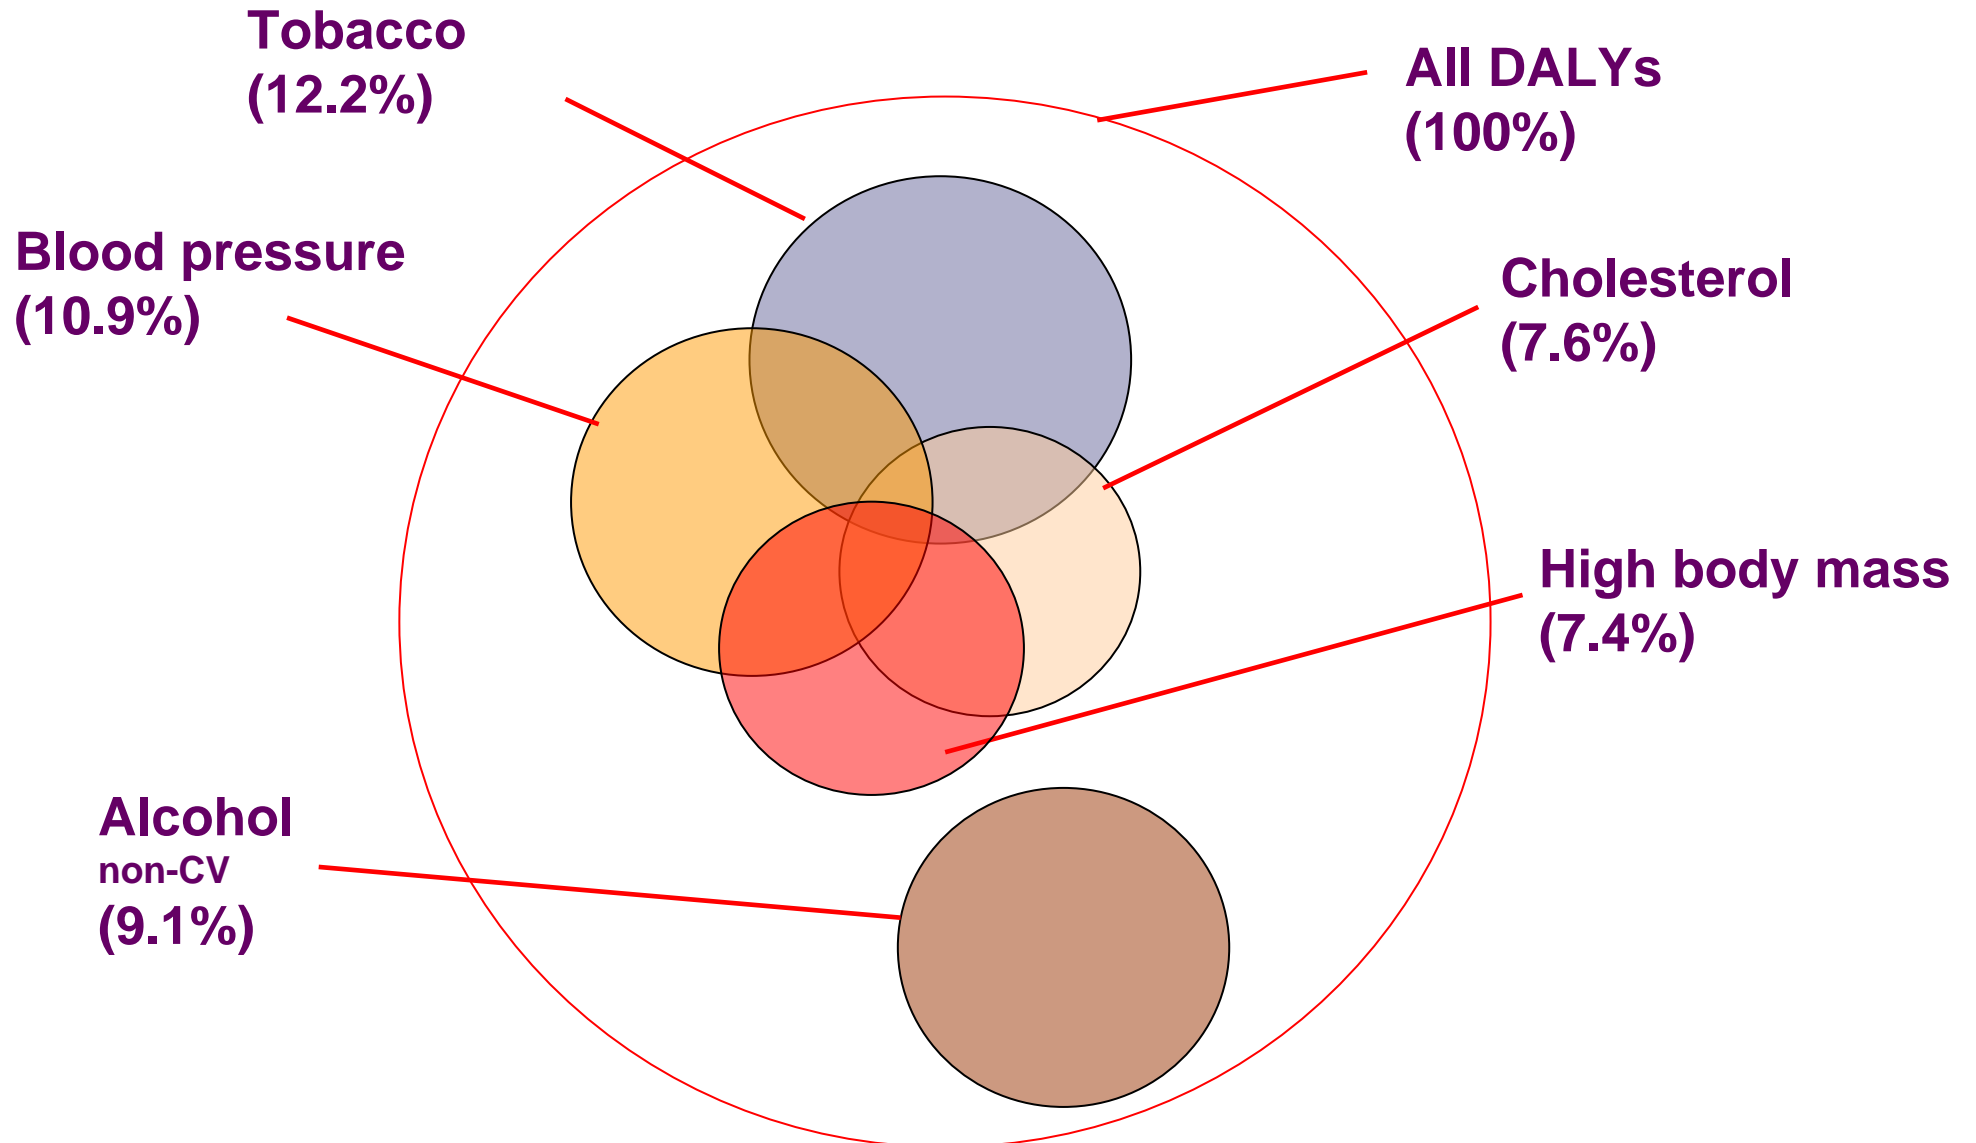 Tobacco
(12.2%)
All DALYs
(100%)
Blood pressure
(10.9%)
Cholesterol
(7.6%)
High body mass
(7.4%)
Alcohol
non-CV
(9.1%)